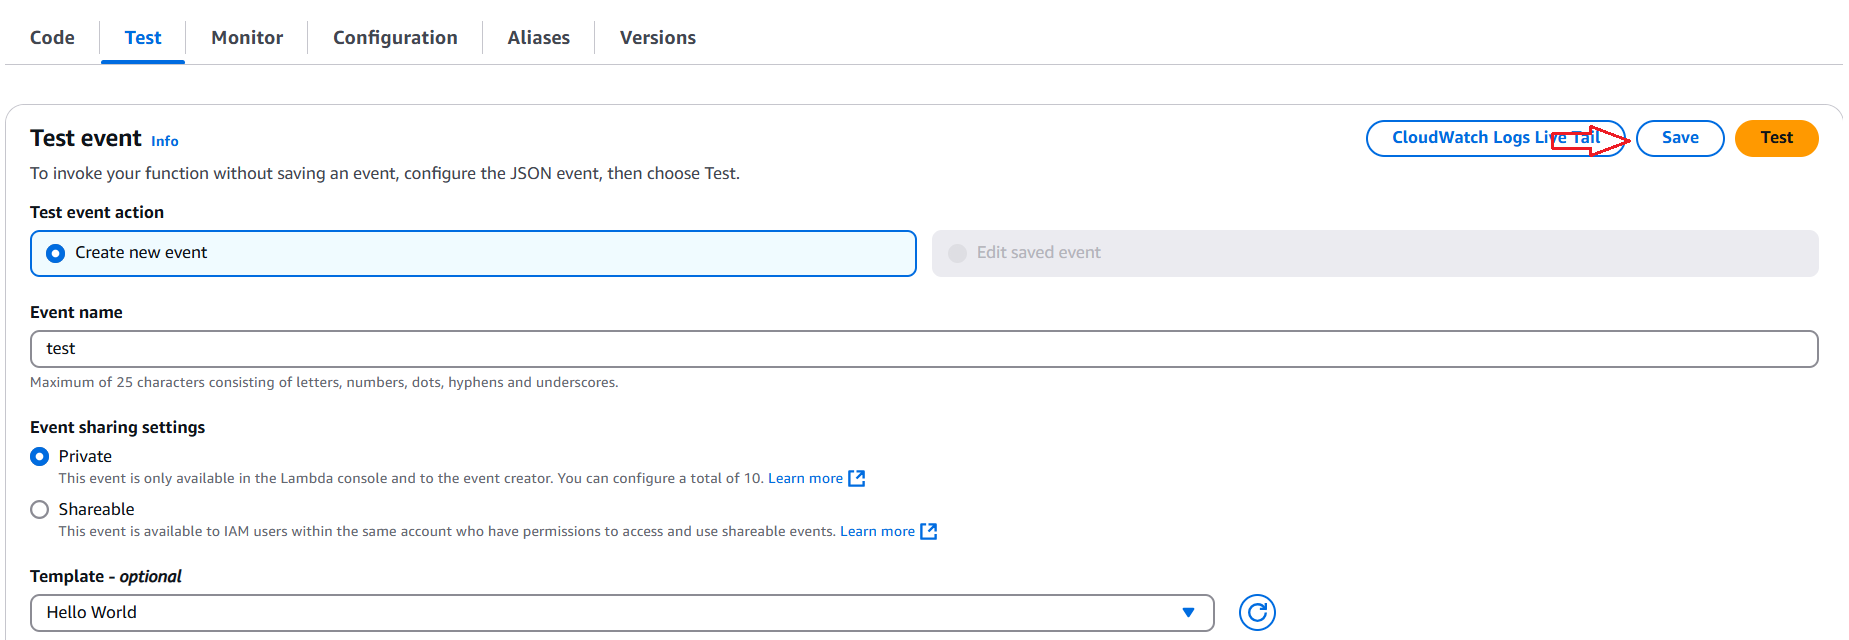 Code Test Monitor Configuration Aliases Versions
Test event Info CloudWatch Logs Live Tail Save Test
To invoke your function without saving an event, configure the JSON event, then choose Test.
Test event action
Create new event Edit saved event
Event name
test
Maximum of 25 characters consisting of letters, numbers, dots, hyphens and underscores.
Event sharing settings
Private
This event is only available in the Lambda console and to the event creator. You can configure a total of 10. Learn more
Shareable
This event is available to IAM users within the same account who have permissions to access and use shareable events. Learn more
Template - optional
Hello World